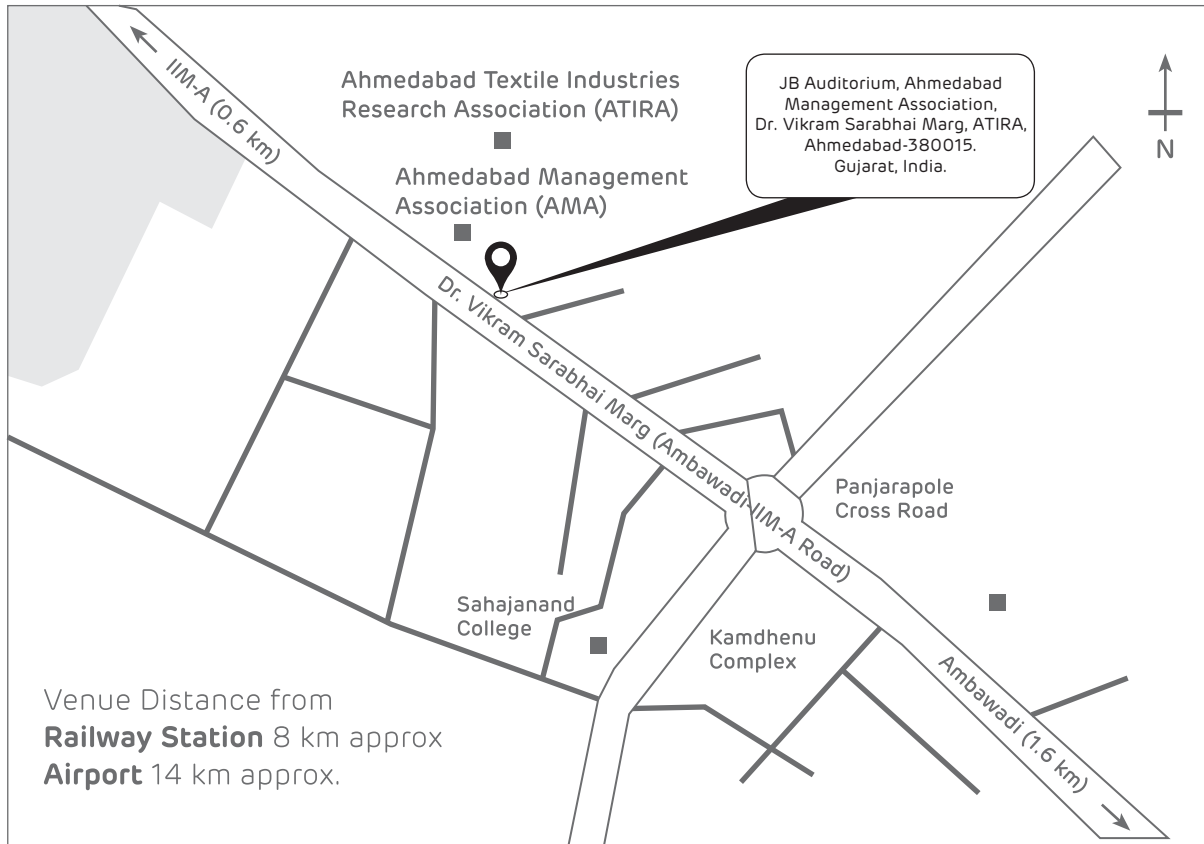 IIM-A (0.6 km)
Ahmedabad Textile Industries
Research Association (ATIRA)
JB Auditorium, Ahmedabad
Management Association,
Dr. Vikram Sarabhai Marg, ATIRA,
Ahmedabad-380015.
Gujarat, India.
N
Ahmedabad Management
Association (AMA)
Dr. Vikram Sarabhai Marg (Ambawadi-IIM-A Road)
Panjarapole
Cross Road
Sahajanand
College
Kamdhenu
Complex
Ambawadi (1.6 km)
Venue Distance from
Railway Station 8 km approx
Airport 14 km approx.